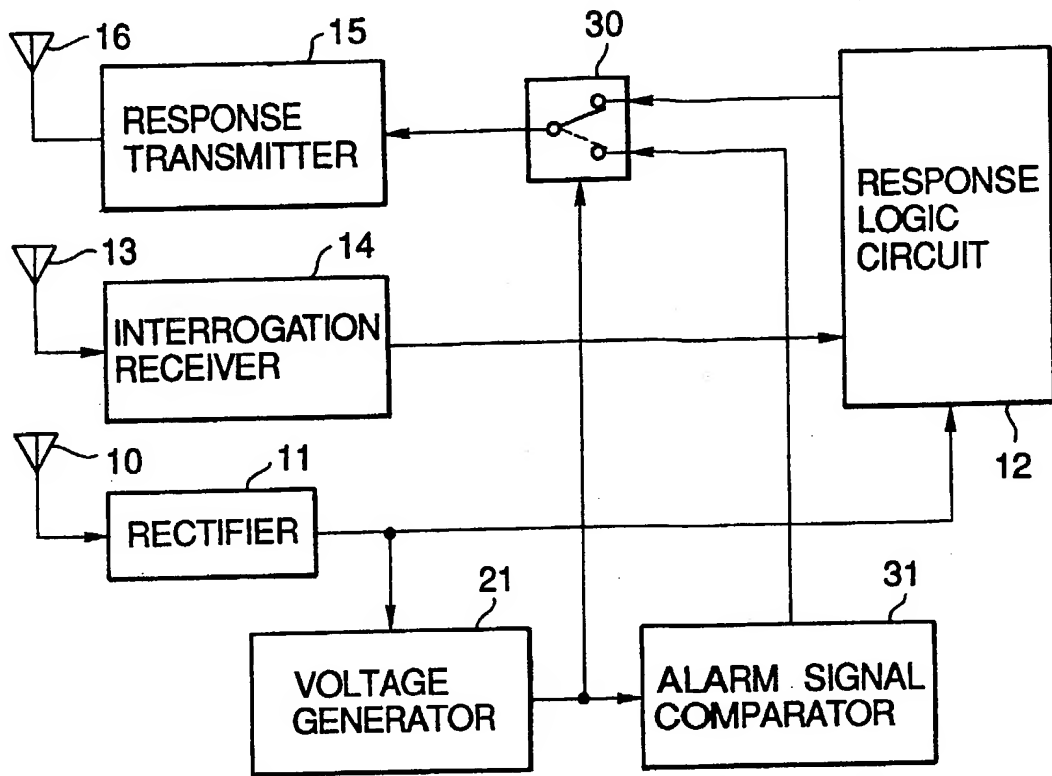 16
15
30
RESPONSE
TRANSMITTER
RESPONSE
LOGIC
CIRCUIT
13
14
INTERROGATION
RECEIVER
12
10
11
RECTIFIER
21
31
VOLTAGE
GENERATOR
ALARM SIGNAL
COMPARATOR